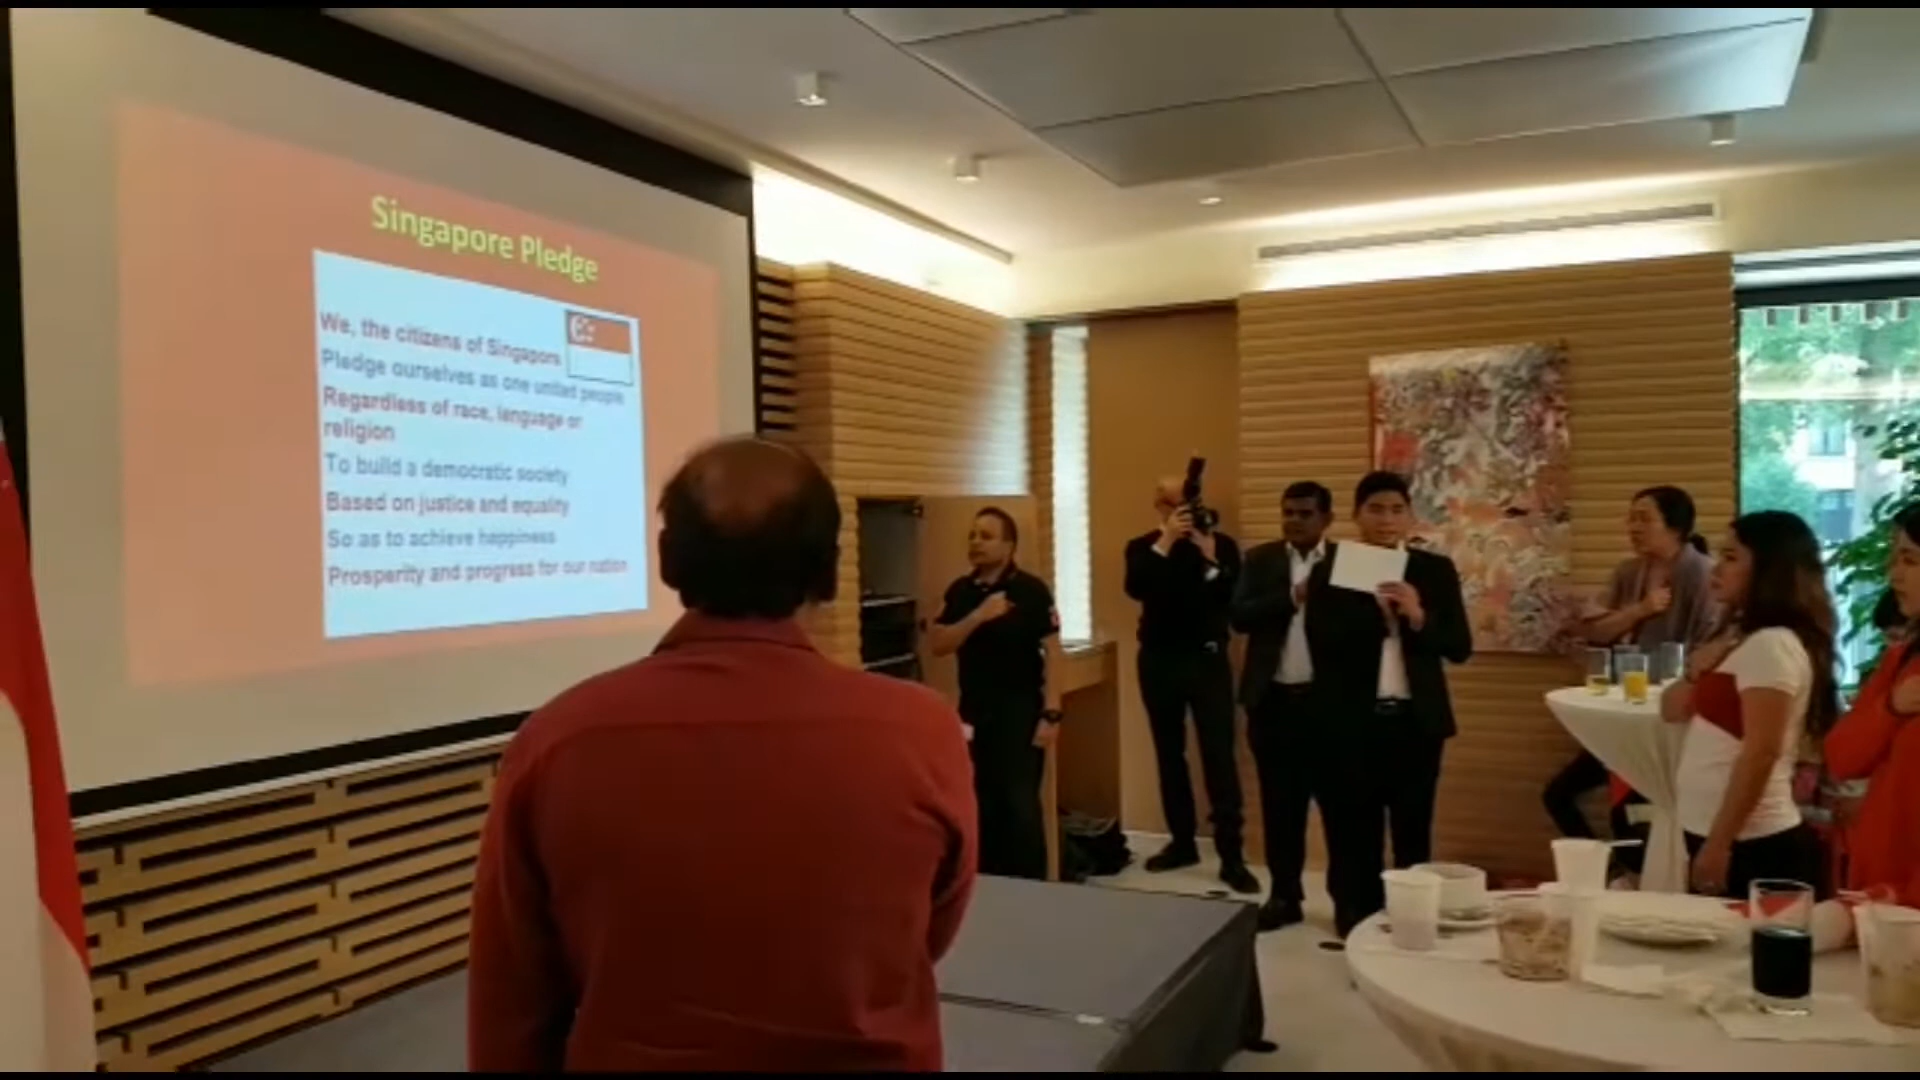 Singapore Pledge
We, the citizens of Singapore
Pledge ourselves as one united people
Regardless of race, language or
religion
To build a democratic society
Based on justice and equality
So as to achieve happiness
Prosperity and progress for our nation